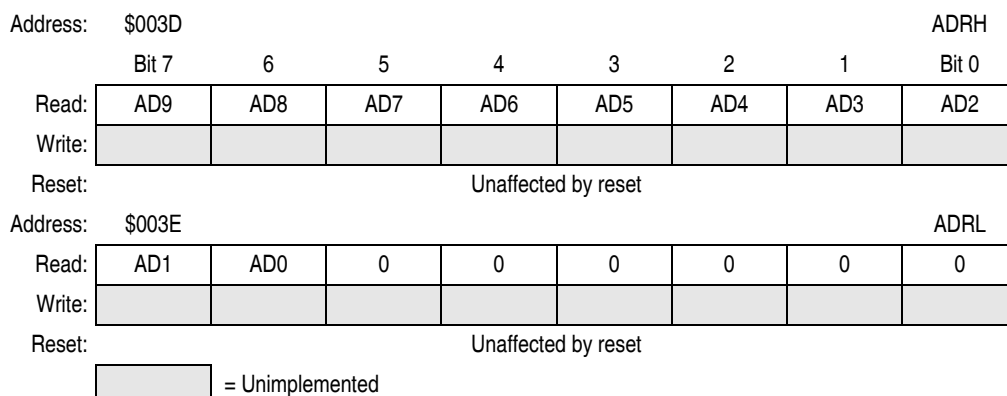 Address: $003D ADRH
Bit 7 6 5 4 3 2 1 Bit 0
Read: AD9 AD8 AD7 AD6 AD5 AD4 AD3 AD2
Write:
Reset: Unaffected by reset
Address: $003E ADRL
Read: AD1 AD0 0 0 0 0 0 0
Write:
Reset: Unaffected by reset
= Unimplemented